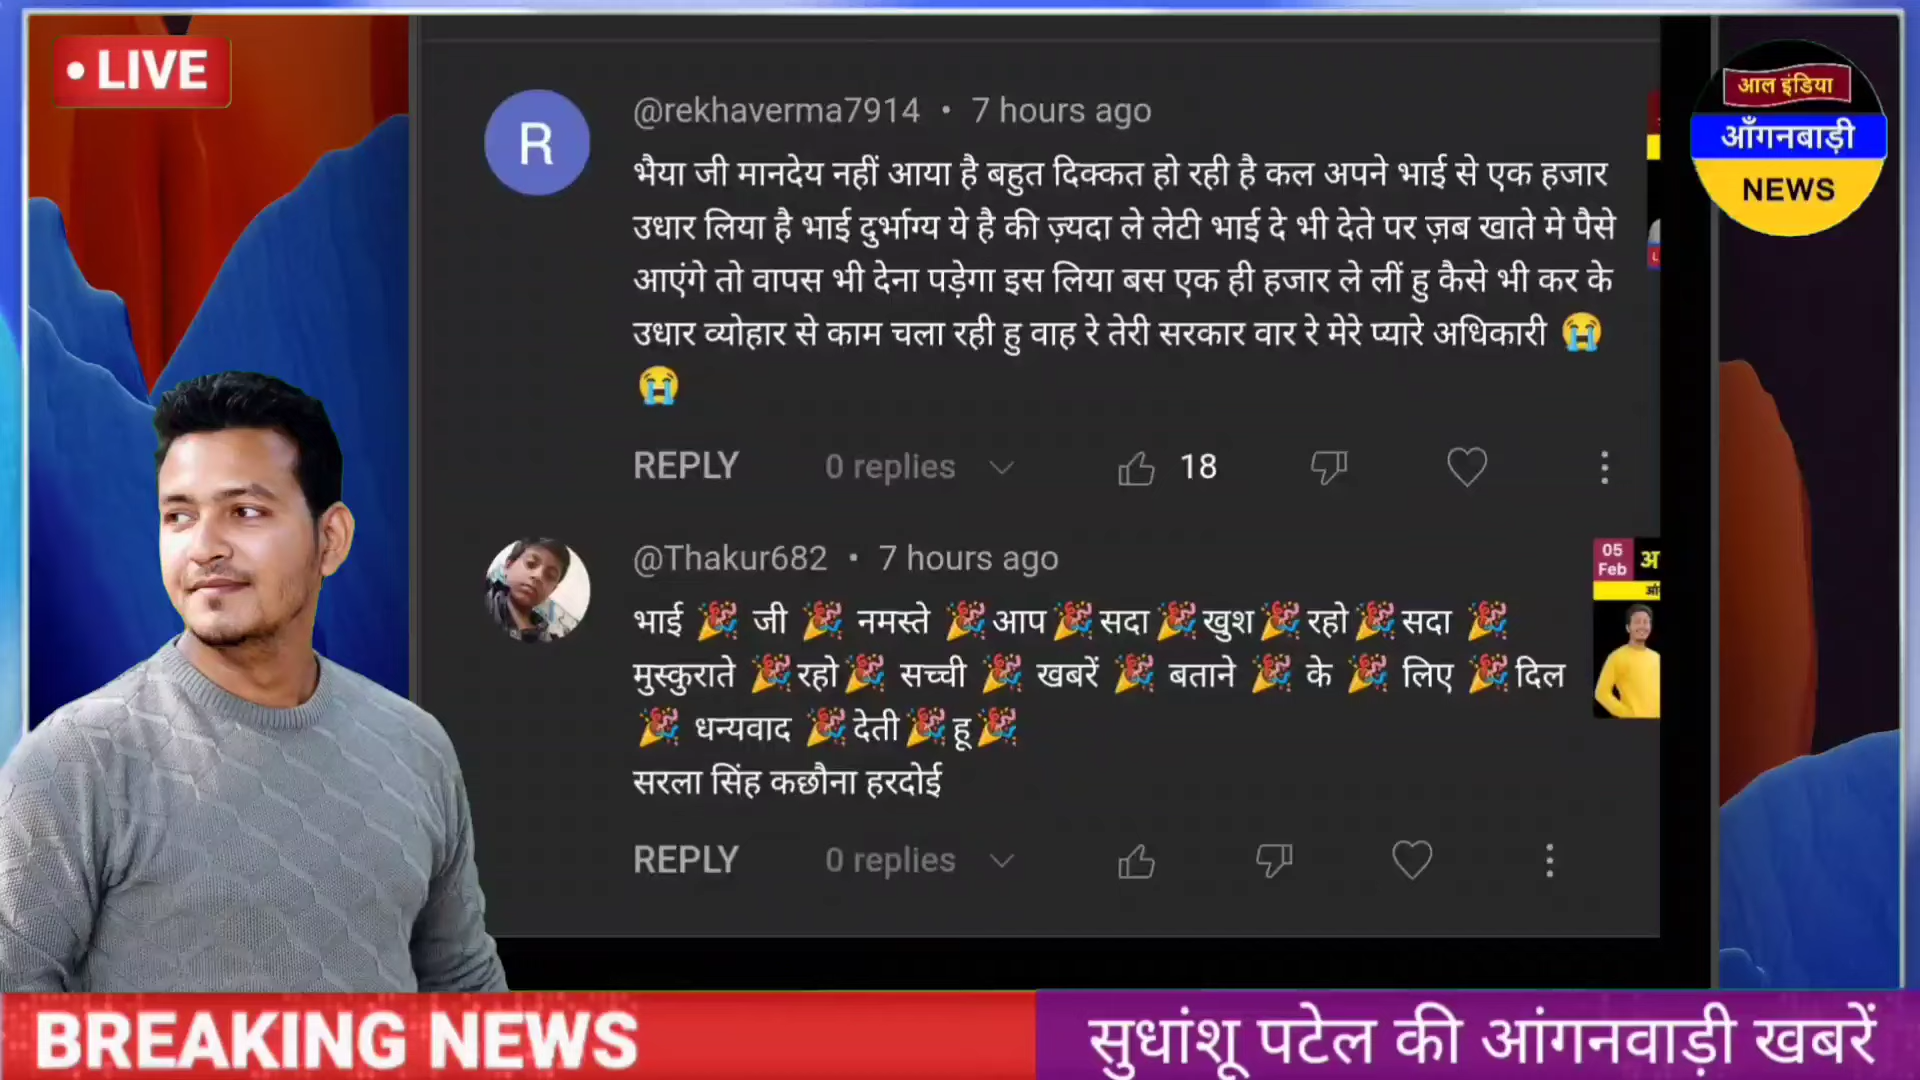 • LIVE
आल इंडिया
आँगनबाड़ी
NEWS
R
@rekhaverma7914 • 7 hours ago
भैया जी मानदेय नहीं आया है बहुत दिक्कत हो रही है कल अपने भाई से एक हजार
उधार लिया है भाई दुर्भाग्य ये है की ज़्यदा ले लेटी भाई दे भी देते पर ज़ब खाते मे पैसे
आएंगे तो वापस भी देना पड़ेगा इस लिया बस एक ही हजार ले लीं हु कैसे भी कर के
उधार व्योहार से काम चला रही हु वाह रे तेरी सरकार वार रे मेरे प्यारे अधिकारी 😭
😭
REPLY 0 replies 18
@Thakur682 • 7 hours ago
भाई 🎉 जी 🎉 नमस्ते 🎉आप🎉सदा🎉खुश🎉रहो🎉सदा 🎉
मुस्कुराते 🎉रहो🎉 सच्ची 🎉 खबरें 🎉 बताने 🎉 के 🎉 लिए 🎉दिल
🎉 धन्यवाद 🎉देती🎉हू🎉
सरला सिंह कछौना हरदोई
05
Feb
REPLY 0 replies
BREAKING NEWS
सुधांशू पटेल की आंगनवाड़ी खबरें